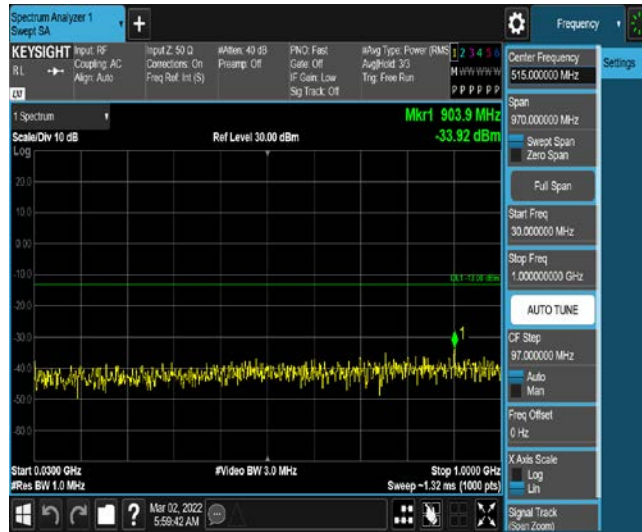 Spectrum Analyzer 1
Swept SA
+
Frequency
KEYSIGHT
RL
LXI
Input: RF
Coupling: AC
Align: Auto
Input Z: 50 Ω
Corrections: On
Freq Ref: Int (S)
#Atten: 40 dB
Preamp: Off
PNO: Fast
Gate: Off
IF Gain: Low
Sig Track: Off
#Avg Type: Power (RMS
Avg|Hold: 3/3
Trig: Free Run
1 2 3 4 5 6
M W W W W W
P P P P P P
Center Frequency
515.000000 MHz
Settings
Span
970.000000 MHz
Swept Span
Zero Span
Full Span
Start Freq
30.000000 MHz
Stop Freq
1.000000000 GHz
AUTO TUNE
CF Step
97.000000 MHz
Auto
Man
Freq Offset
0 Hz
X Axis Scale
Log
Lin
Signal Track
(Span Zoom)
1 Spectrum
Scale/Div 10 dB
Log
Ref Level 30.00 dBm
Mkr1 903.9 MHz
-33.92 dBm
20.0
10.0
0.00
-10.0
DL1 -13.00 dBm
-20.0
-30.0
1
-40.0
-50.0
-60.0
Start 0.0300 GHz
#Res BW 1.0 MHz
#Video BW 3.0 MHz
Stop 1.0000 GHz
Sweep ~1.32 ms (1000 pts)
?
Mar 02, 2022
5:59:42 AM